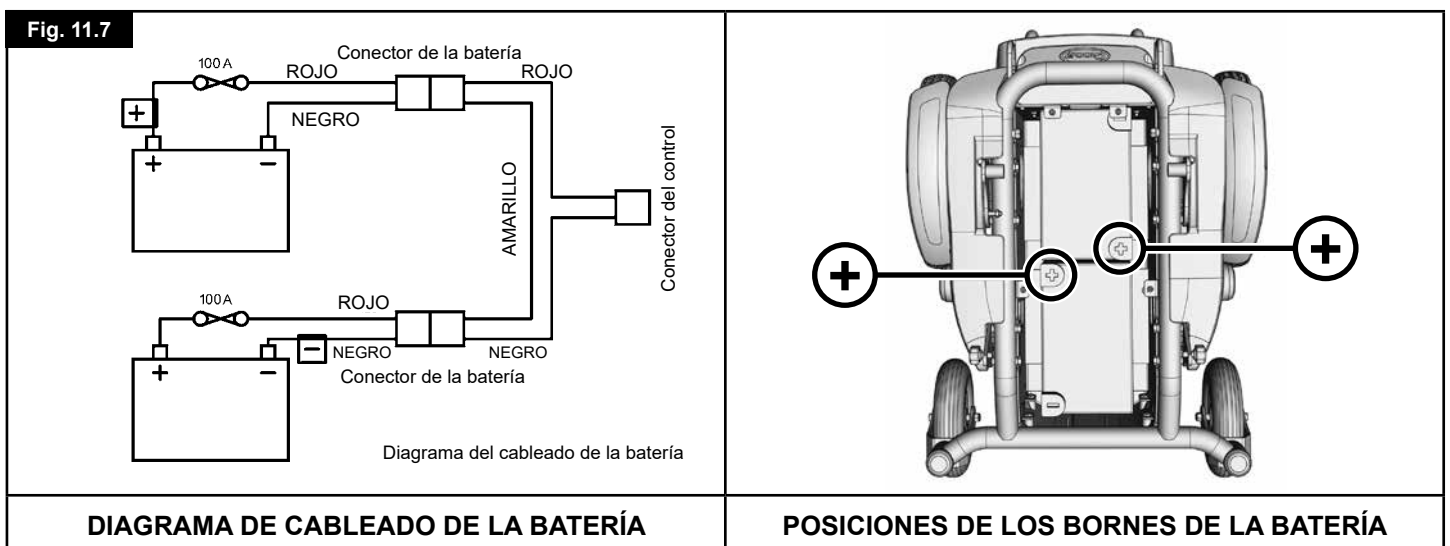 Fig. 11.7
Conector de la batería
100 A
ROJO
ROJO
+
NEGRO
+ −
AMARILLO
Conector del control
100 A
ROJO
−
NEGRO
NEGRO
+ −
Conector de la batería
Diagrama del cableado de la batería
+
+
+
+
−
DIAGRAMA DE CABLEADO DE LA BATERÍA
POSICIONES DE LOS BORNES DE LA BATERÍA